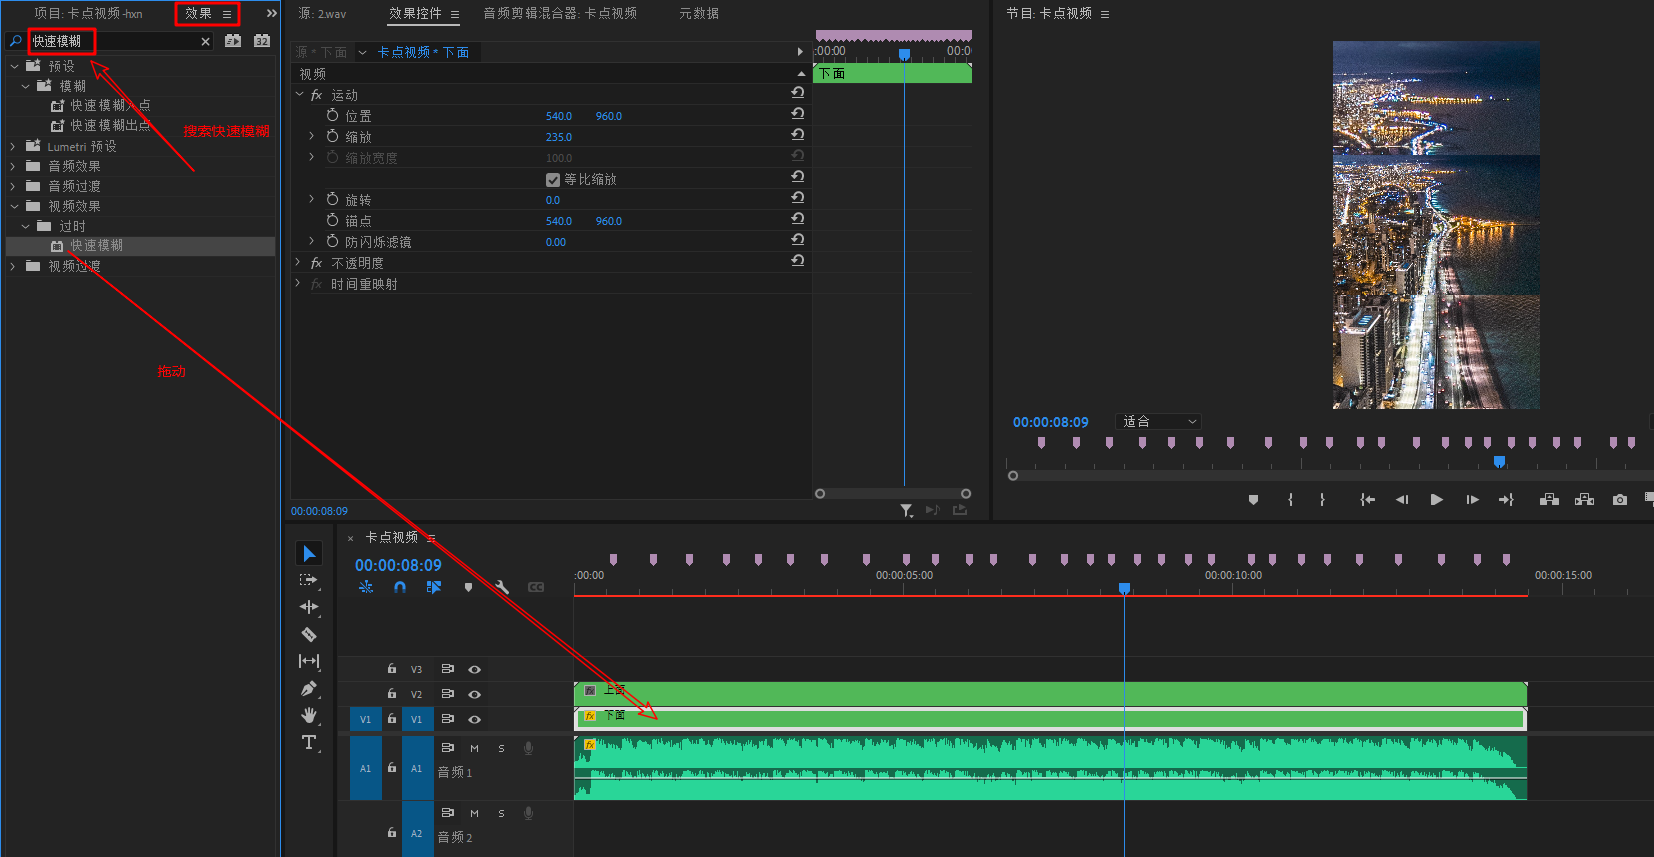 项目: 卡点视频-hxn
效果
快速模糊
32
预设
模糊
快速模糊入点
快速模糊出点
搜索快速模糊
Lumetri 预设
音频效果
音频过渡
视频效果
过时
快速模糊
视频过渡
拖动
源: 2.wav
效果控件
音频剪辑混合器: 卡点视频
元数据
源 * 下面
卡点视频 * 下面
:00:00
00:0
视频
下面
fx 运动
位置 540.0 960.0
缩放 235.0
缩放宽度 100.0
等比缩放
旋转 0.0
锚点 540.0 960.0
防闪烁滤镜 0.00
fx 不透明度
fx 时间重映射
00:00:08:09
节目: 卡点视频
00:00:08:09
适合
× 卡点视频
00:00:08:09
:00:00
00:00:05:00
00:00:10:00
00:00:15:00
V3
V2
fx 上面
V1 V1
fx 下面
A1 A1
M S
音频 1
fx
A2
M S
音频 2